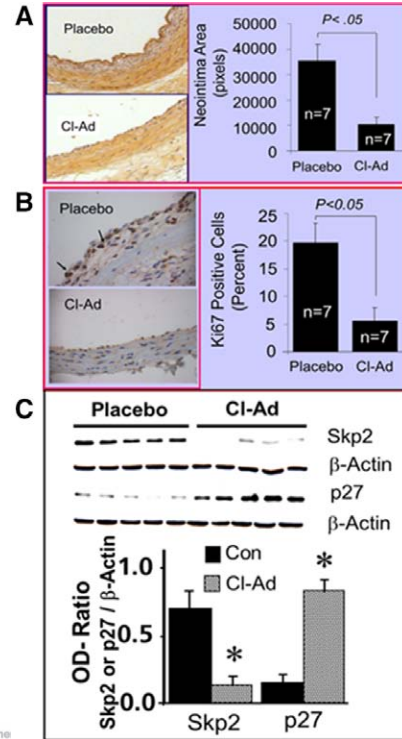 A
Placebo
Cl-Ad
Neointima Area
(pixels)
50000
40000
30000
20000
10000
0
P< .05
n=7
n=7
Placebo
Cl-Ad
B
Placebo
Cl-Ad
Ki67 Positive Cells
(Percent)
25
20
15
10
5
0
P<0.05
n=7
n=7
Placebo
Cl-Ad
C
Placebo
Cl-Ad
Skp2
β-Actin
p27
β-Actin
OD- Ratio
Skp2 or p27 / β-Actin
1.0
0.5
0.0
Con
Cl-Ad
*
*
Skp2
p27